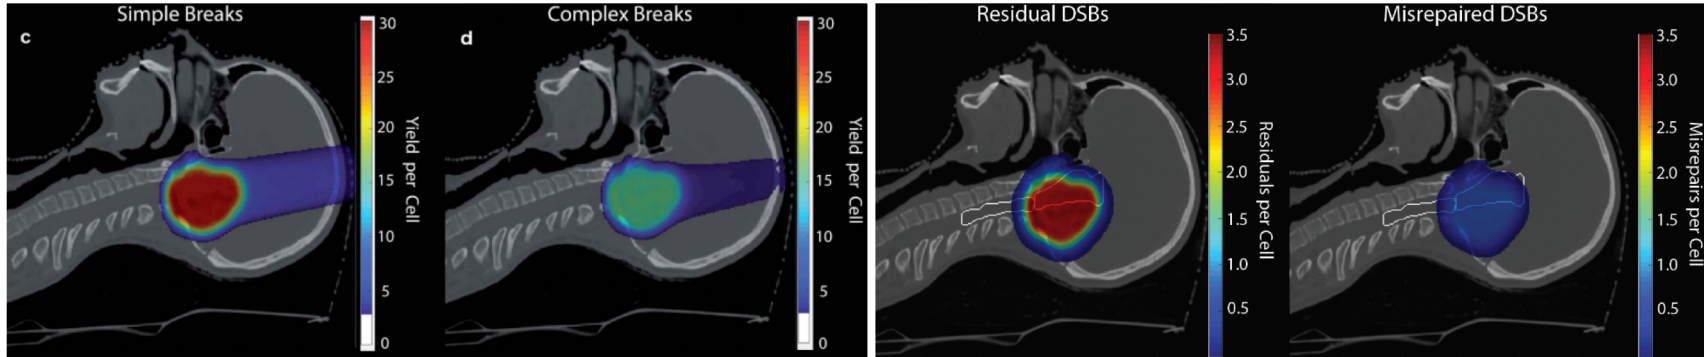 Simple Breaks
c
30
25
20
15
10
5
0
Yield per Cell
Complex Breaks
d
30
25
20
15
10
5
0
Yield per Cell
Residual DSBs
3.5
3.0
2.5
2.0
1.5
1.0
0.5
Residuals per Cell
Misrepaired DSBs
3.5
3.0
2.5
2.0
1.5
1.0
0.5
Misrepairs per Cell